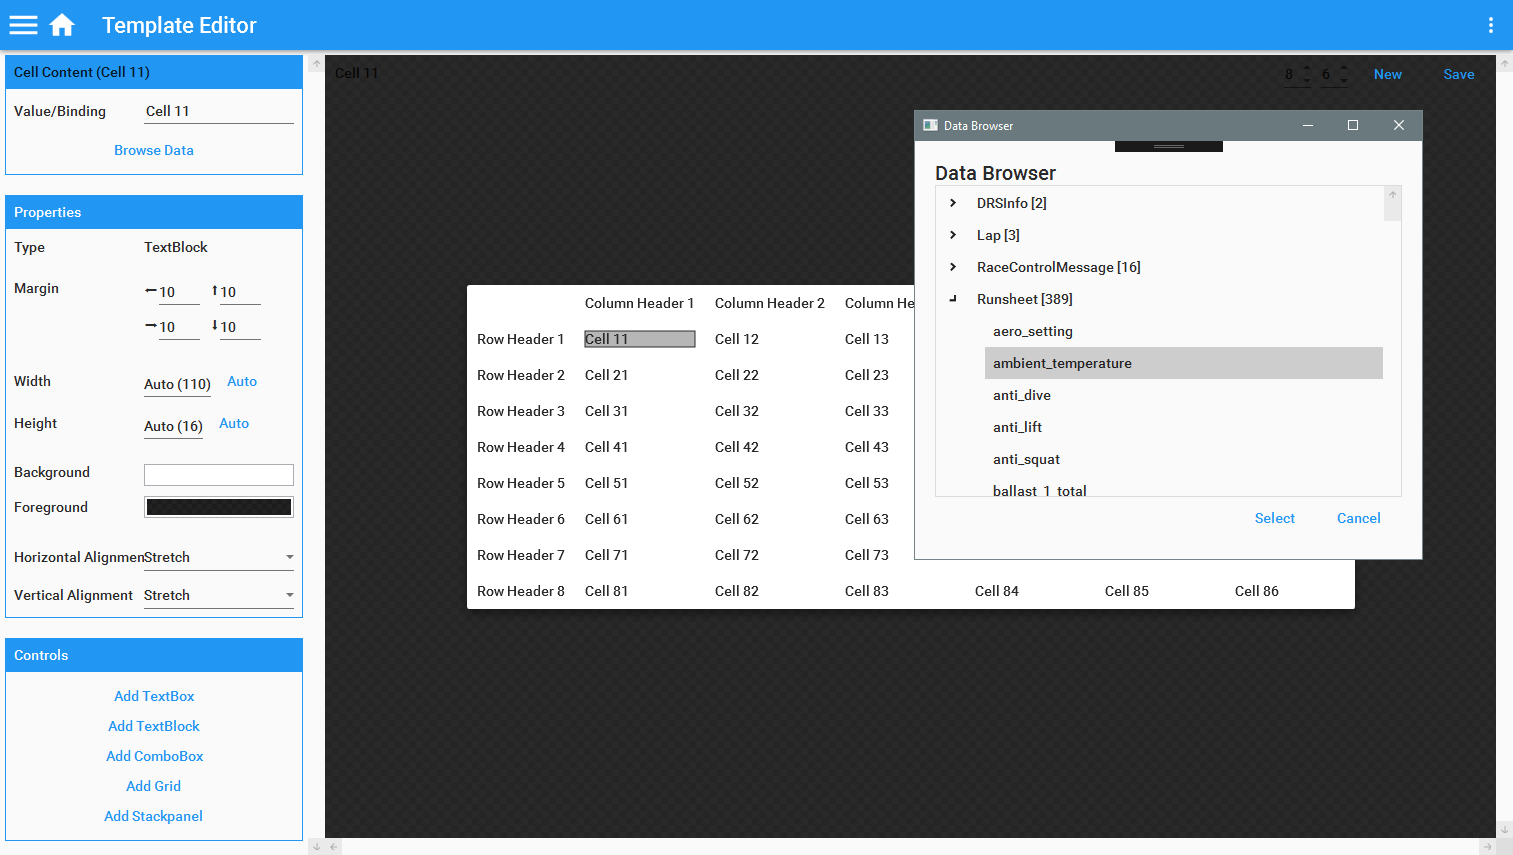 Template Editor
Cell Content (Cell 11)
Value/Binding Cell 11
Browse Data
Properties
Type TextBlock
Margin 10 10
10 10
Width Auto (110) Auto
Height Auto (16) Auto
Background
Foreground
Horizontal Alignmen Stretch
Vertical Alignment Stretch
Controls
Add TextBox
Add TextBlock
Add ComboBox
Add Grid
Add Stackpanel
Cell 11 8 6 New Save
Column Header 1 Column Header 2 Column He
Row Header 1 Cell 11 Cell 12 Cell 13
Row Header 2 Cell 21 Cell 22 Cell 23
Row Header 3 Cell 31 Cell 32 Cell 33
Row Header 4 Cell 41 Cell 42 Cell 43
Row Header 5 Cell 51 Cell 52 Cell 53
Row Header 6 Cell 61 Cell 62 Cell 63
Row Header 7 Cell 71 Cell 72 Cell 73
Row Header 8 Cell 81 Cell 82 Cell 83 Cell 84 Cell 85 Cell 86
Data Browser
Data Browser
DRSInfo [2]
Lap [3]
RaceControlMessage [16]
Runsheet [389]
aero_setting
ambient_temperature
anti_dive
anti_lift
anti_squat
ballast_1_total
Select Cancel